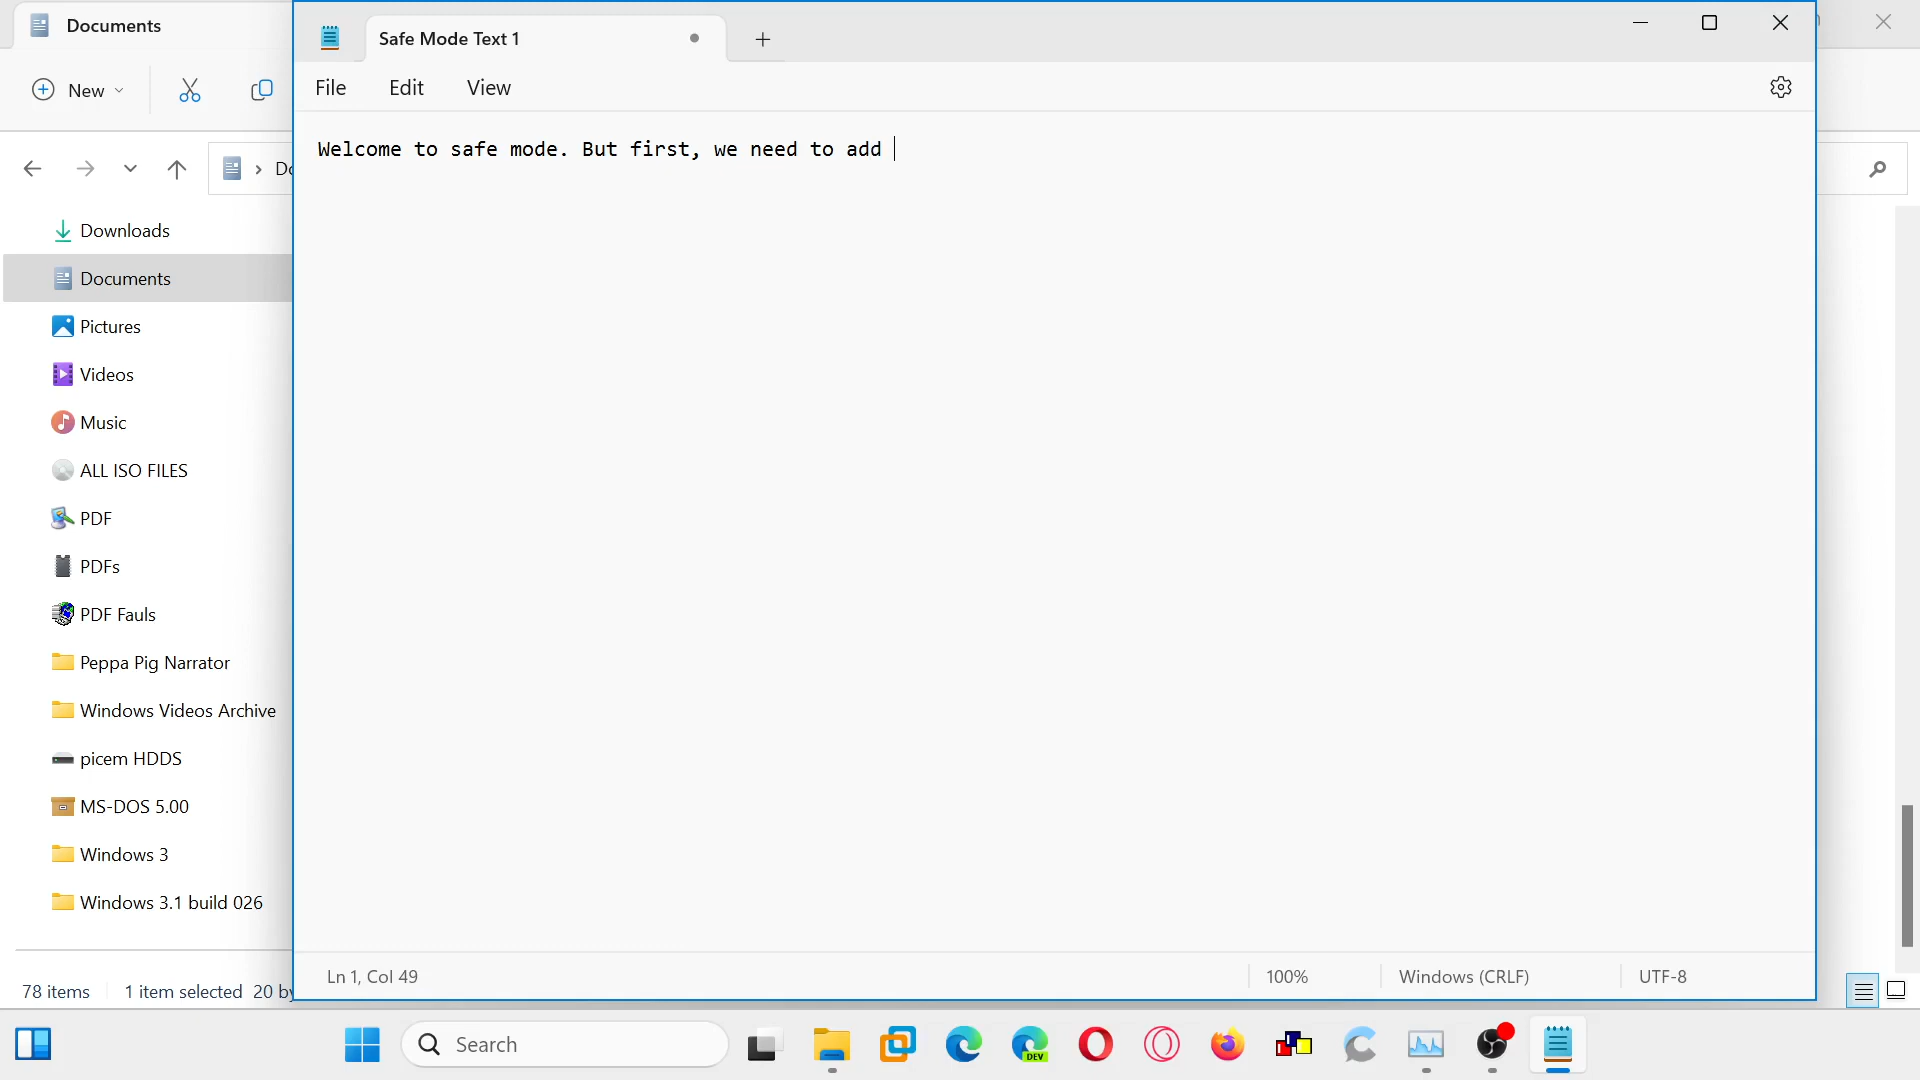 Documents
Safe Mode Text 1
New
File Edit View
Welcome to safe mode. But first, we need to add
Downloads
Documents
Pictures
Videos
Music
ALL ISO FILES
PDF
PDFs
PDF Fauls
Peppa Pig Narrator
Windows Videos Archive
picem HDDS
MS-DOS 5.00
Windows 3
Windows 3.1 build 026
Ln 1, Col 49 100% Windows (CRLF) UTF-8
78 items 1 item selected 20
Search
DEV